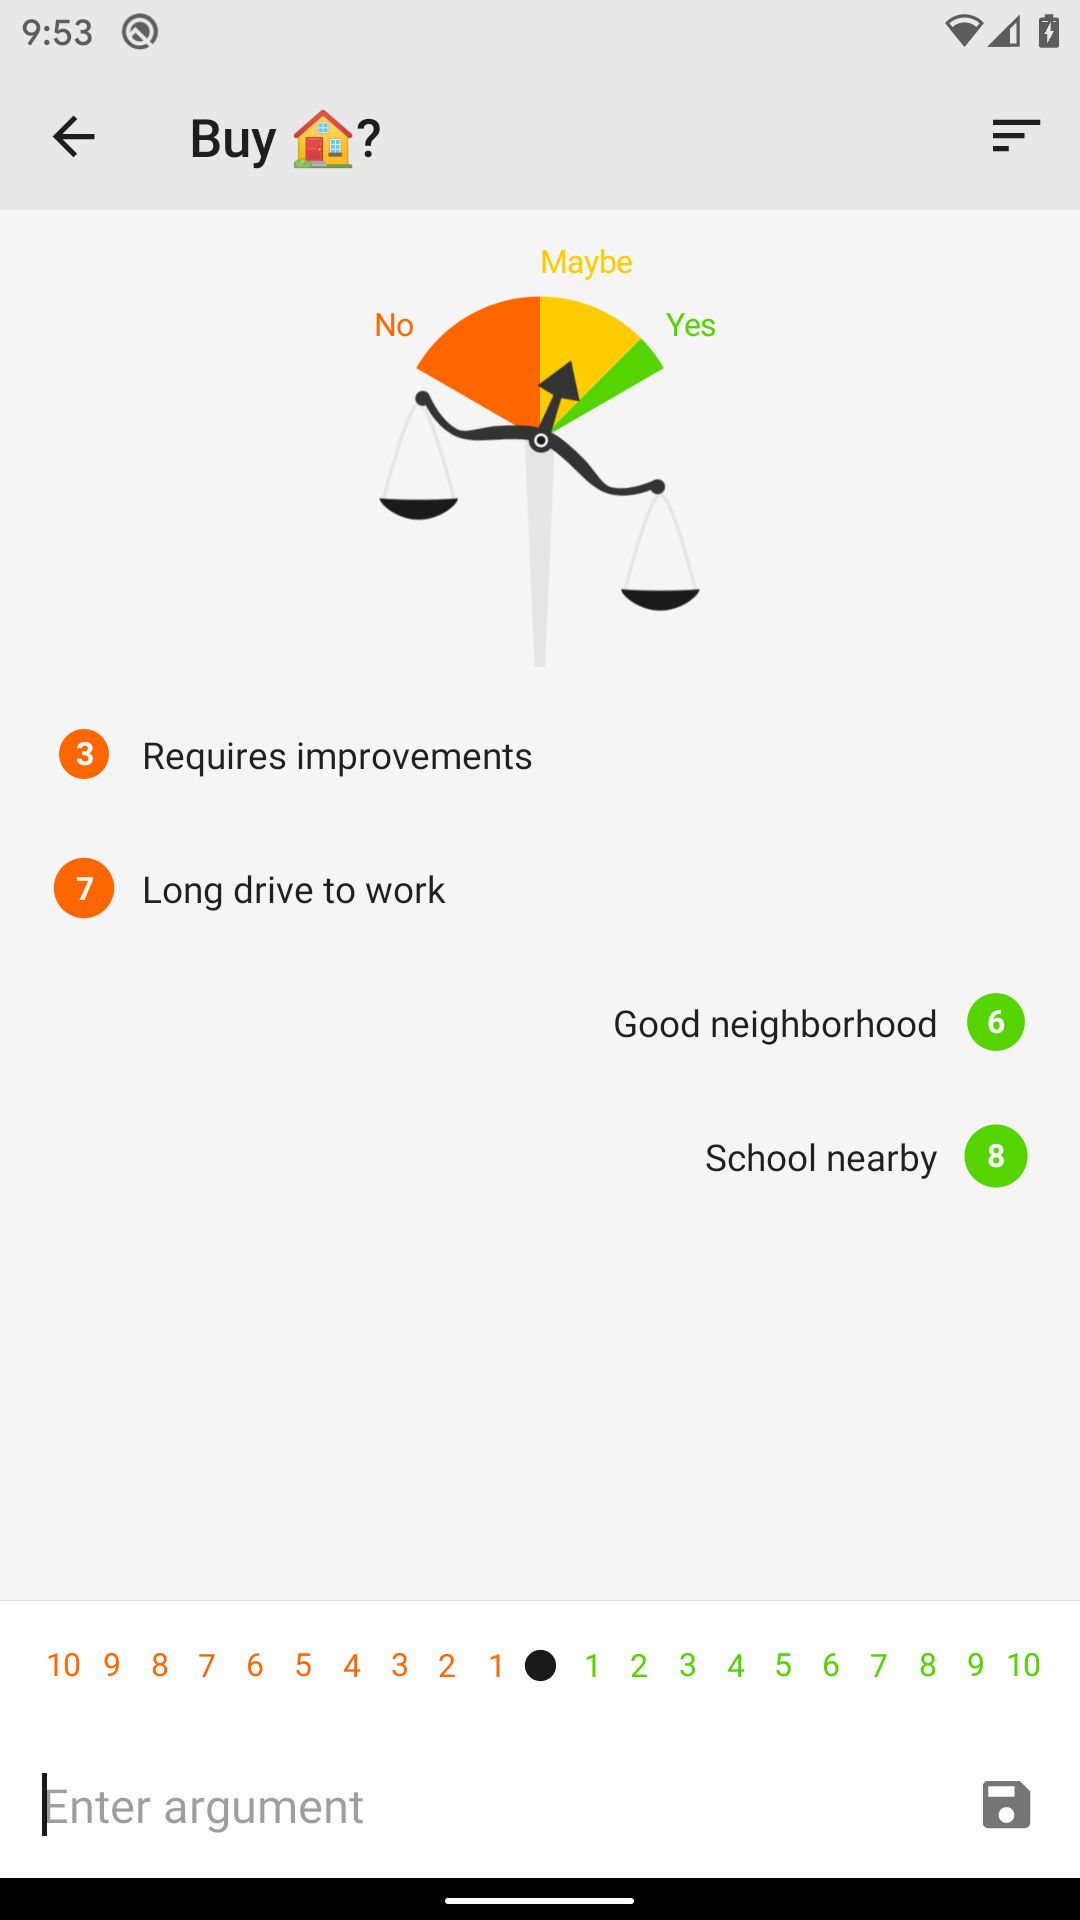 9:53
Buy 🏠?
Maybe
No
Yes
3 Requires improvements
7 Long drive to work
Good neighborhood 6
School nearby 8
10 9 8 7 6 5 4 3 2 1 1 2 3 4 5 6 7 8 9 10
Enter argument